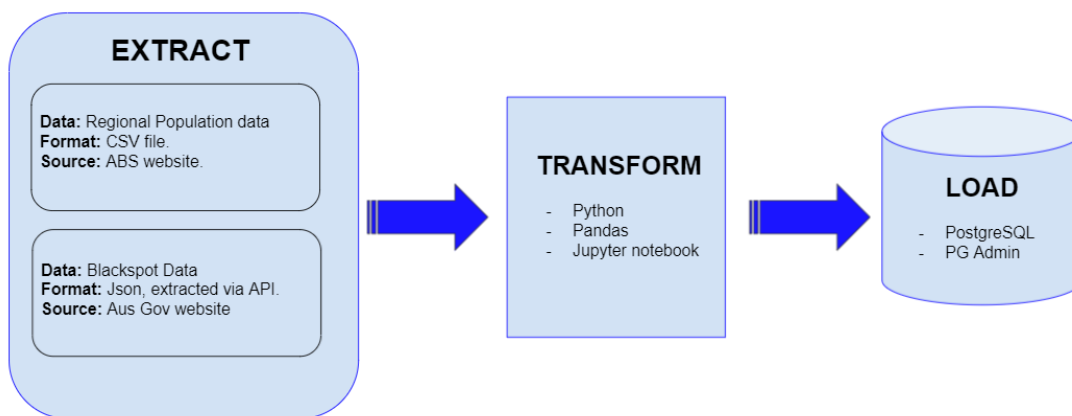 EXTRACT
Data: Regional Population data
Format: CSV file.
Source: ABS website.
Data: Blackspot Data
Format: Json, extracted via API.
Source: Aus Gov website
TRANSFORM
- Python
- Pandas
- Jupyter notebook
LOAD
- PostgreSQL
- PG Admin